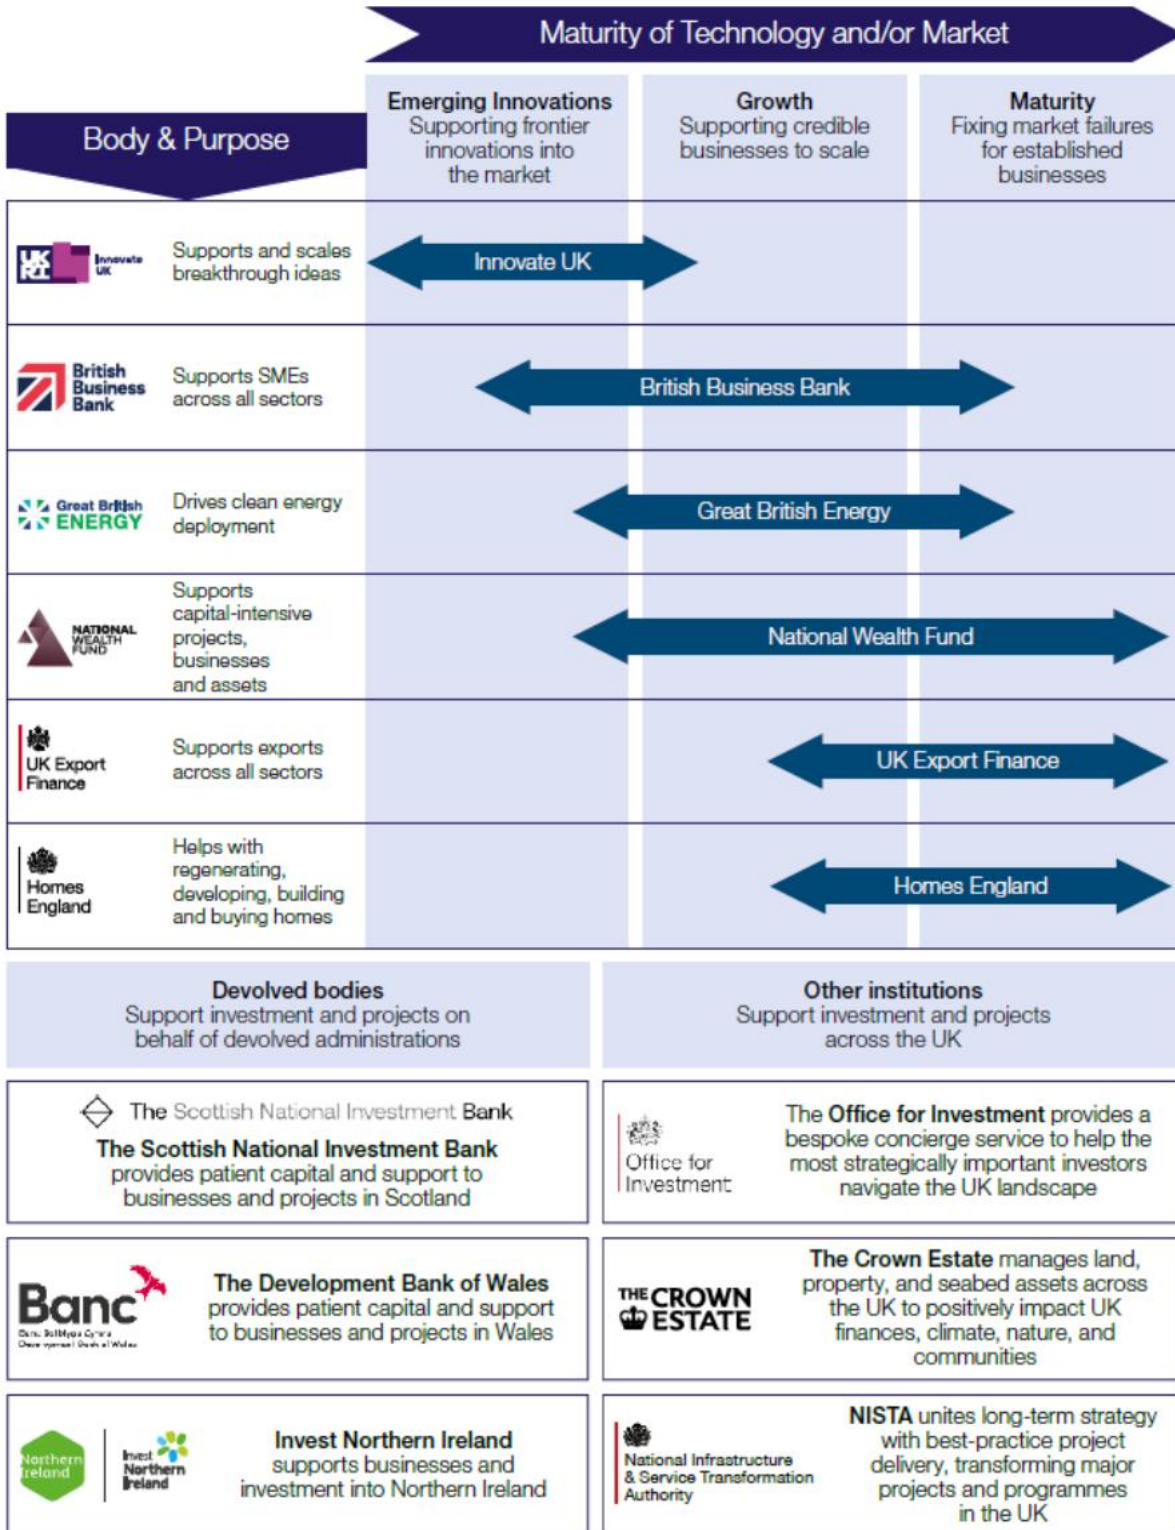 Maturity of Technology and/or Market
Body & Purpose
Emerging Innovations
Supporting frontier
innovations into
the market
Growth
Supporting credible
businesses to scale
Maturity
Fixing market failures
for established
businesses
UK
RI
Innovate
UK
Supports and scales
breakthrough ideas
Innovate UK
British
Business
Bank
Supports SMEs
across all sectors
British Business Bank
Great British
ENERGY
Drives clean energy
deployment
Great British Energy
NATIONAL
WEALTH
FUND
Supports
capital-intensive
projects,
businesses
and assets
National Wealth Fund
UK Export
Finance
Supports exports
across all sectors
UK Export Finance
Homes
England
Helps with
regenerating,
developing, building
and buying homes
Homes England
Devolved bodies
Support investment and projects on
behalf of devolved administrations
The Scottish National Investment Bank
The Scottish National Investment Bank
provides patient capital and support to
businesses and projects in Scotland
Banc
Development Bank of Wales
The Development Bank of Wales
provides patient capital and support
to businesses and projects in Wales
Northern
Ireland
Invest
Northern
Ireland
Invest Northern Ireland
supports businesses and
investment into Northern Ireland
Other institutions
Support investment and projects
across the UK
Office for
Investment
The Office for Investment provides a
bespoke concierge service to help the
most strategically important investors
navigate the UK landscape
THE CROWN
ESTATE
The Crown Estate manages land,
property, and seabed assets across
the UK to positively impact UK
finances, climate, nature, and
communities
National Infrastructure
& Service Transformation
Authority
NISTA unites long-term strategy
with best-practice project
delivery, transforming major
projects and programmes
in the UK